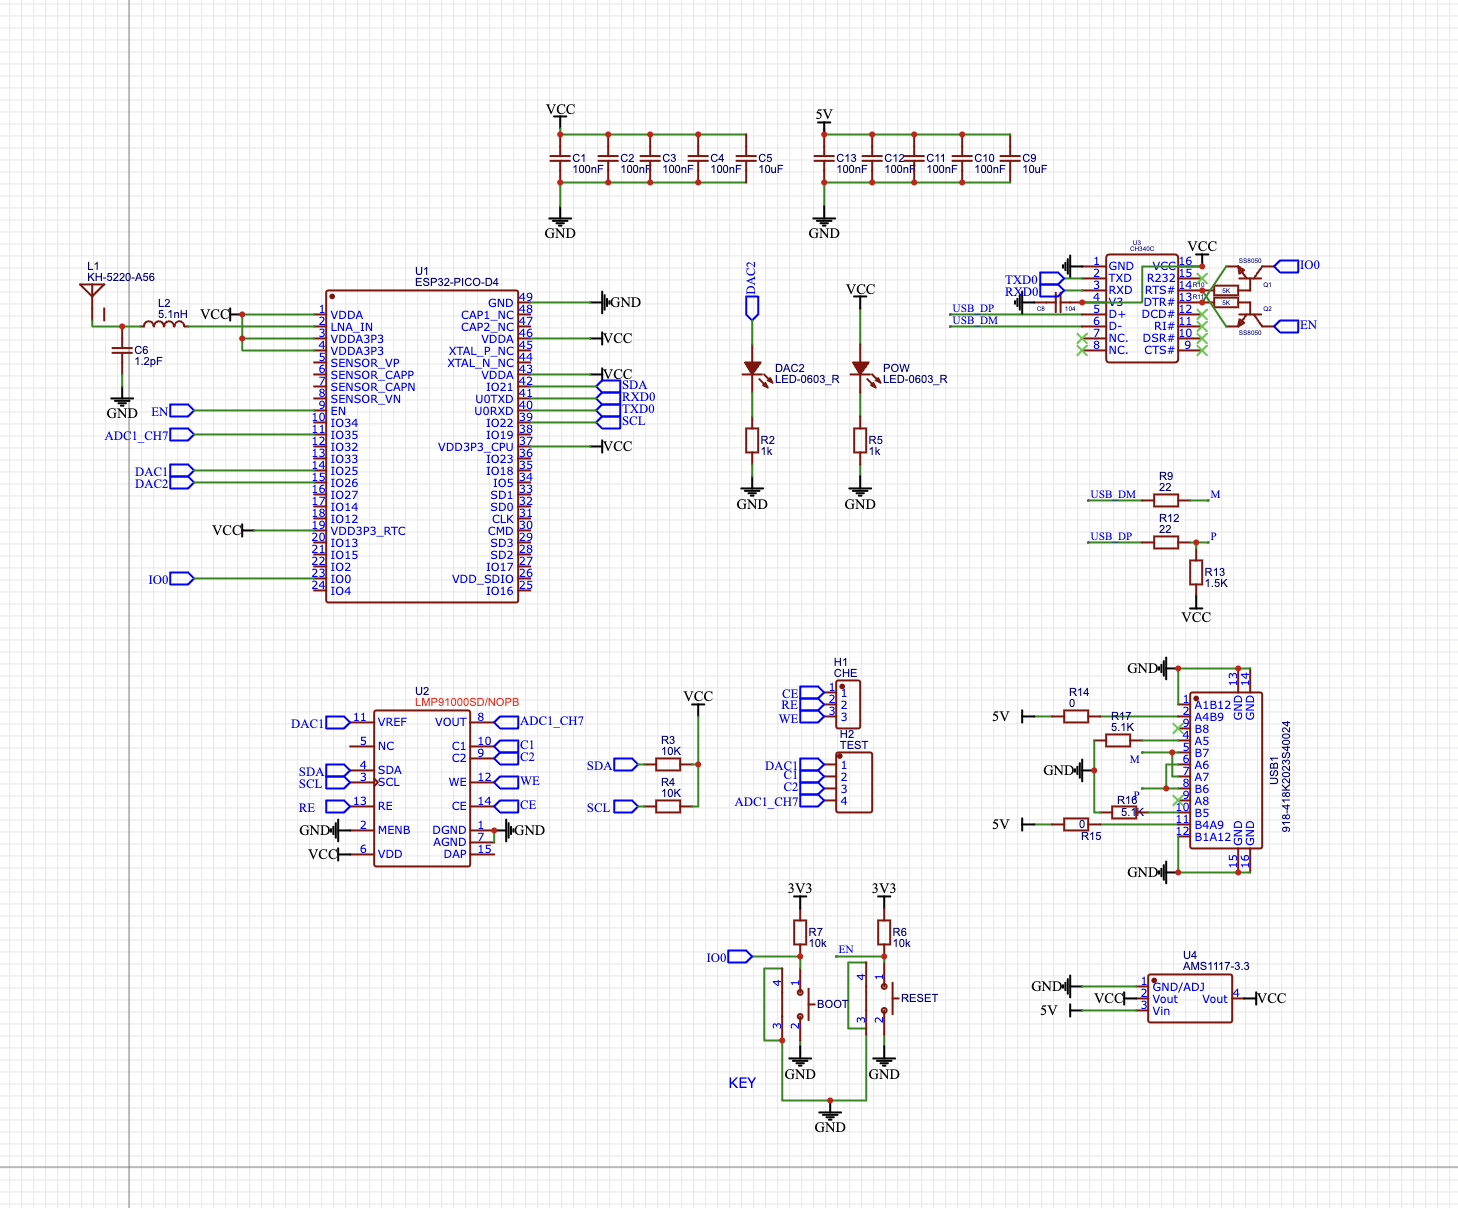 VCC
C1
100nF
C2
100nF
C3
100nF
C4
100nF
C5
10uF
GND
5V
C13
100nF
C12
100nF
C11
100nF
C10
100nF
C9
10uF
GND
L1
KH-5220-A56
L2
5.1nH
C6
1.2pF
GND
VCC
U1
ESP32-PICO-D4
1 VDDA
2 LNA_IN
3 VDDA3P3
4 VDDA3P3
5 SENSOR_VP
6 SENSOR_CAPP
7 SENSOR_CAPN
8 SENSOR_VN
EN 9 EN
10 IO34
ADC1_CH7 11 IO35
12 IO32
13 IO33
DAC1 14 IO25
DAC2 15 IO26
16 IO27
17 IO14
18 IO12
VCC 19 VDD3P3_RTC
20 IO13
21 IO15
22 IO2
IO0 23 IO0
24 IO4
GND 49 GND
CAP1_NC 48
CAP2_NC 47
VDDA 46 VCC
XTAL_P_NC 45
XTAL_N_NC 44
VDDA 43 VCC
IO21 42 SDA
U0TXD 41 RXD0
U0RXD 40 TXD0
IO22 39 SCL
IO19 38
VDD3P3_CPU 37 VCC
IO23 36
IO18 35
IO5 34
SD1 33
SD0 32
CLK 31
CMD 30
SD3 29
SD2 28
IO17 27
VDD_SDIO 26
IO16 25
DAC2
DAC2
LED-0603_R
R2
1k
GND
VCC
POW
LED-0603_R
R5
1k
GND
U3
CH340C
VCC
1 GND
TXD0 2 TXD
RXD0 3 RXD
4 V3
C8 104
USB_DP 5 D+
USB_DM 6 D-
7 NC.
8 NC.
VCC 16
R232 15
RTS# 14
DTR# 13
DCD# 12
RI# 11
DSR# 10
CTS# 9
R10
5K
R11
5K
SS8050
Q1
IO0
Q2
SS8050
EN
R9
USB_DM 22 M
R12
USB_DP 22 P
R13
1.5K
VCC
U2
LMP91000SD/NOPB
DAC1 11 VREF
5 NC
SDA 4 SDA
SCL 3 SCL
RE 13 RE
GND 2 MENB
VCC 6 VDD
VOUT 8 ADC1_CH7
C1 10 C1
C2 9 C2
WE 12 WE
CE 14 CE
DGND 1 GND
AGND 7
DAP 15
VCC
SDA
R3
10K
SCL
R4
10K
H1
CHE
CE 1 1
RE 2 2
WE 3 3
H2
TEST
DAC1 1
C1 2
C2 3
ADC1_CH7 4
GND
13 14
GND GND
R14
0
5V
R17
5.1K
M
GND
P
R16
5.1K
5V
0
R15
1 A1B12
2 A4B9
B8
4 A5
5 B7
6 A6
7 A7
8 B6
9 A8
10 B5
11 B4A9
12 B1A12
GND GND
15 16
GND
USB1
918-418K2023S40024
3V3
R7
10k
IO0
4 1
3 2
BOOT
GND
3V3
R6
10k
EN
4 1
3 2
RESET
GND
KEY
GND
U4
AMS1117-3.3
GND 1 GND/ADJ
VCC 2 Vout
5V 3 Vin
Vout 4 VCC